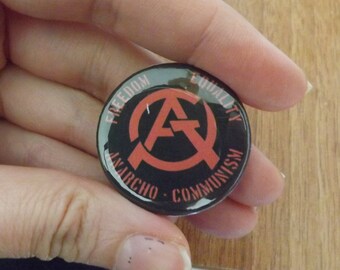 FREEDOM EQUALITY
A
ANARCHO · COMMUNISM